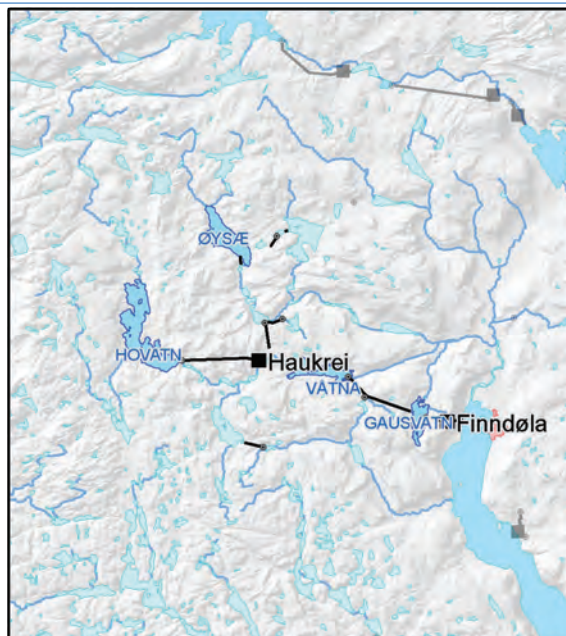 ØYSÆ
HOVATN
Haukrei
VATNA
GAUSVATN
Finndøla